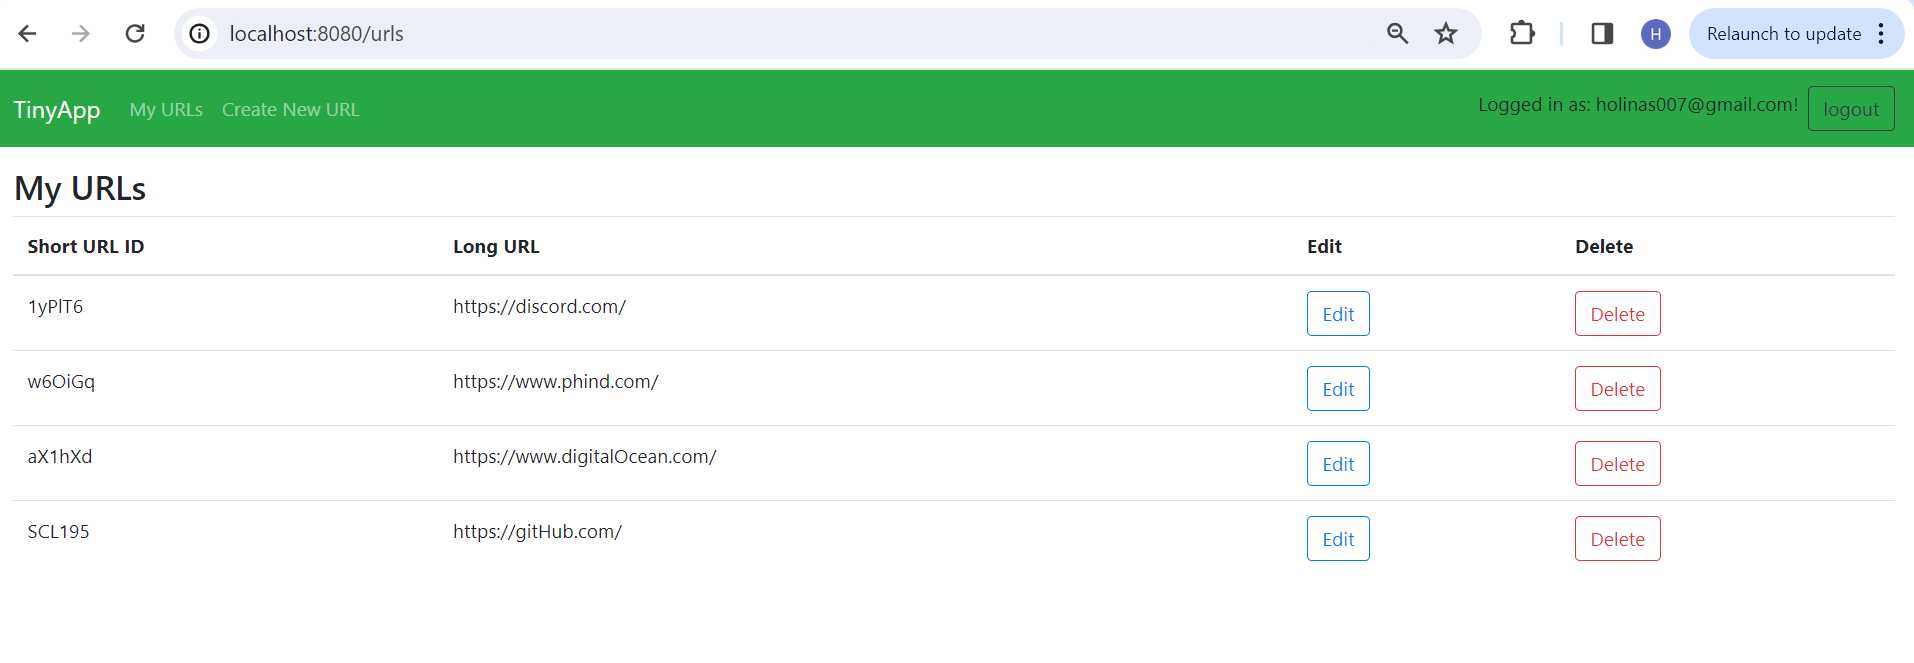 localhost:8080/urls
H
Relaunch to update
TinyApp My URLs Create New URL Logged in as: holinas007@gmail.com! logout
My URLs
Short URL ID Long URL Edit Delete
1yPlT6 https://discord.com/ Edit Delete
w6OiGq https://www.phind.com/ Edit Delete
aX1hXd https://www.digitalOcean.com/ Edit Delete
SCL195 https://gitHub.com/ Edit Delete